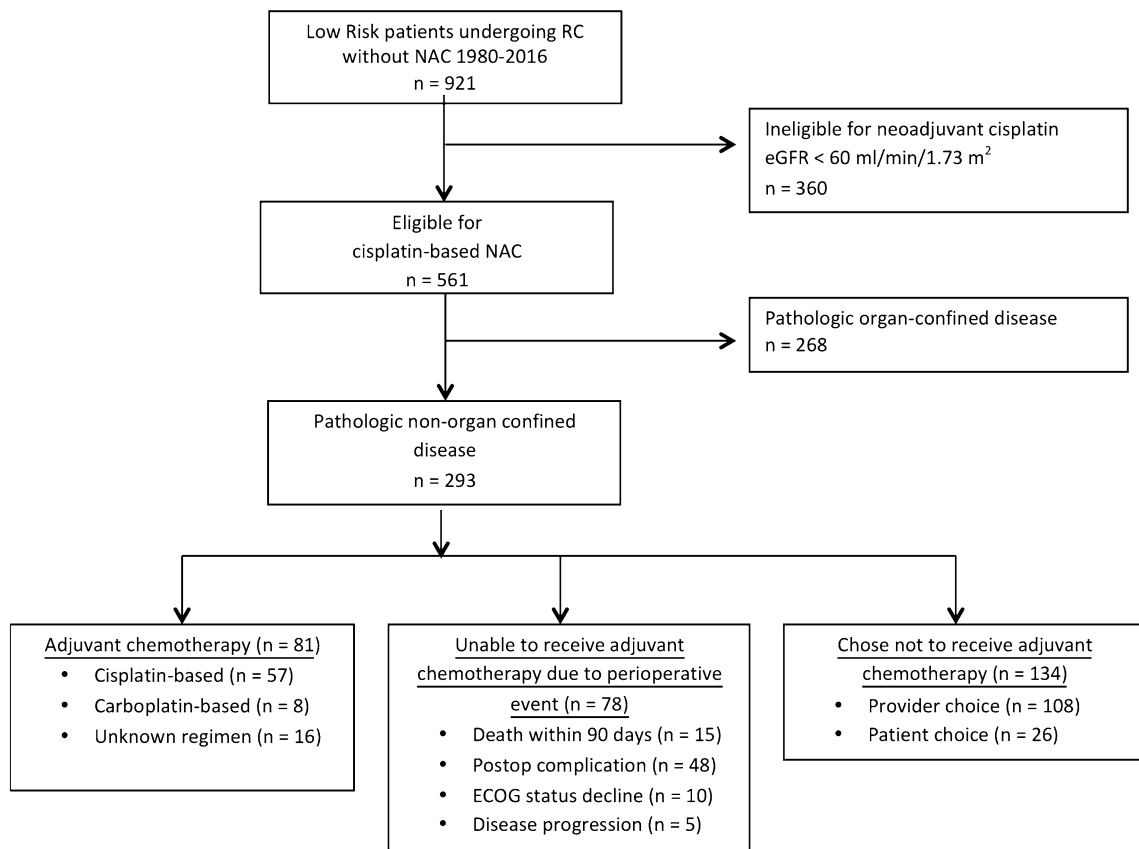 Low Risk patients undergoing RC
without NAC 1980-2016
n = 921
Ineligible for neoadjuvant cisplatin
eGFR < 60 ml/min/1.73 m²
n = 360
Eligible for
cisplatin-based NAC
n = 561
Pathologic organ-confined disease
n = 268
Pathologic non-organ confined
disease
n = 293
Adjuvant chemotherapy (n = 81)
• Cisplatin-based (n = 57)
• Carboplatin-based (n = 8)
• Unknown regimen (n = 16)
Unable to receive adjuvant
chemotherapy due to perioperative
event (n = 78)
• Death within 90 days (n = 15)
• Postop complication (n = 48)
• ECOG status decline (n = 10)
• Disease progression (n = 5)
Chose not to receive adjuvant
chemotherapy (n = 134)
• Provider choice (n = 108)
• Patient choice (n = 26)